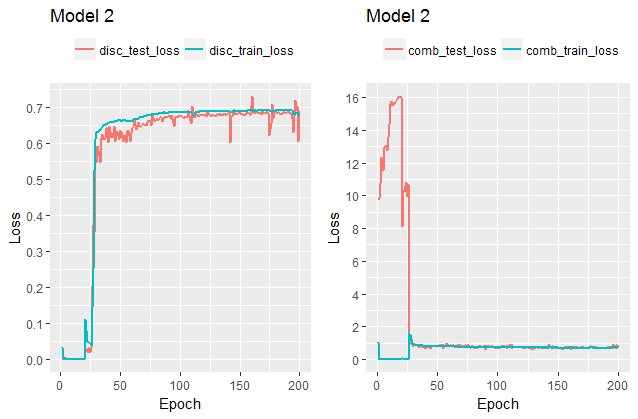 Model 2
disc_test_loss disc_train_loss
Loss
0.7
0.6
0.5
0.4
0.3
0.2
0.1
0.0
0 50 100 150 200
Epoch
Model 2
comb_test_loss comb_train_loss
Loss
16
14
12
10
8
6
4
2
0
0 50 100 150 200
Epoch